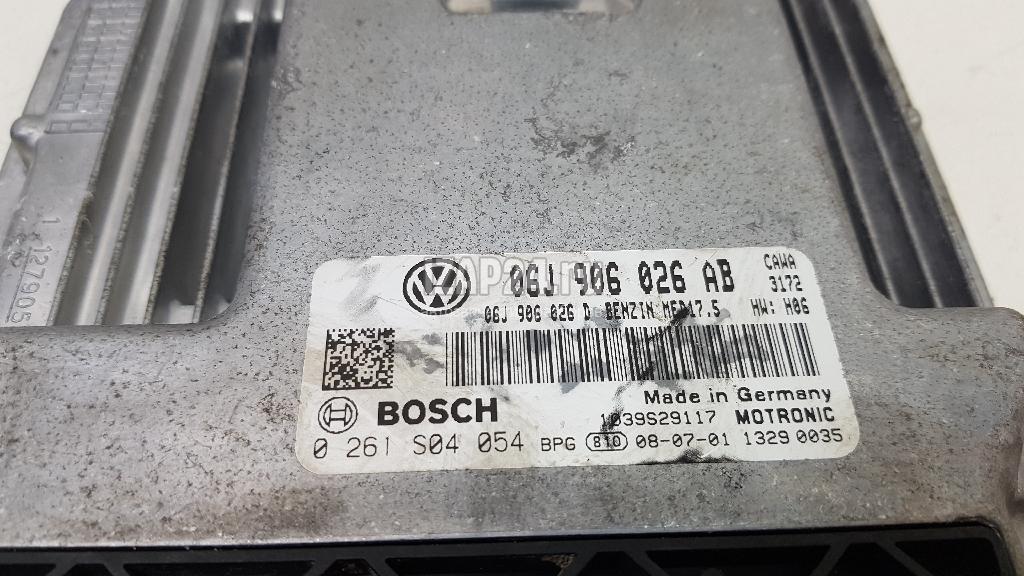 06J 906 026 AB
CAWA
3172
06J 906 026 D BENZIN MED17.5 HW: H06
Made in Germany
BOSCH
1039S29117 MOTRONIC
0 261 S04 054 BPG 810 08-07-01 1329 0035